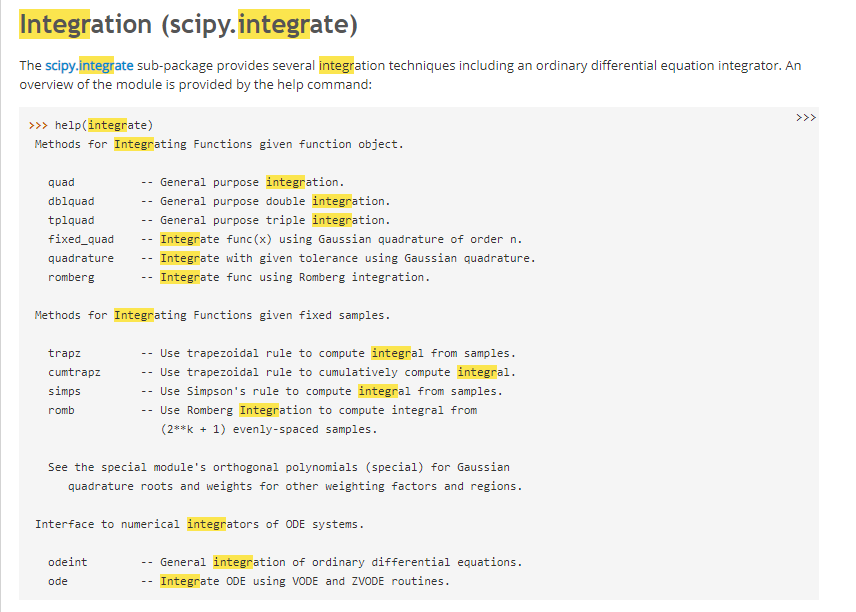 Integration (scipy.integrate)
The scipy.integrate sub-package provides several integration techniques including an ordinary differential equation integrator. An
overview of the module is provided by the help command:
>>>
>>> help(integrate)
Methods for Integrating Functions given function object.
quad -- General purpose integration.
dblquad -- General purpose double integration.
tplquad -- General purpose triple integration.
fixed_quad -- Integrate func(x) using Gaussian quadrature of order n.
quadrature -- Integrate with given tolerance using Gaussian quadrature.
romberg -- Integrate func using Romberg integration.
Methods for Integrating Functions given fixed samples.
trapz -- Use trapezoidal rule to compute integral from samples.
cumtrapz -- Use trapezoidal rule to cumulatively compute integral.
simps -- Use Simpson's rule to compute integral from samples.
romb -- Use Romberg Integration to compute integral from
(2**k + 1) evenly-spaced samples.
See the special module's orthogonal polynomials (special) for Gaussian
quadrature roots and weights for other weighting factors and regions.
Interface to numerical integrators of ODE systems.
odeint -- General integration of ordinary differential equations.
ode -- Integrate ODE using VODE and ZVODE routines.